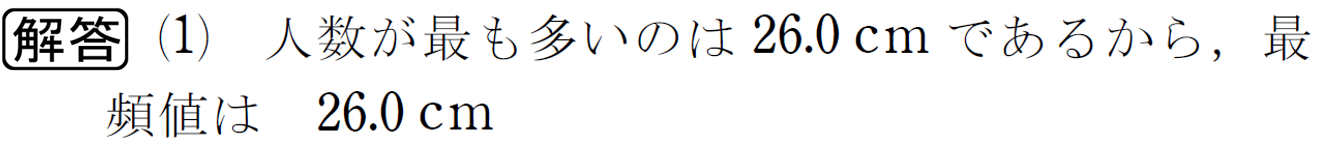 解答 (1) 人数が最も多いのは 26.0 cm であるから，最
頻値は 26.0 cm